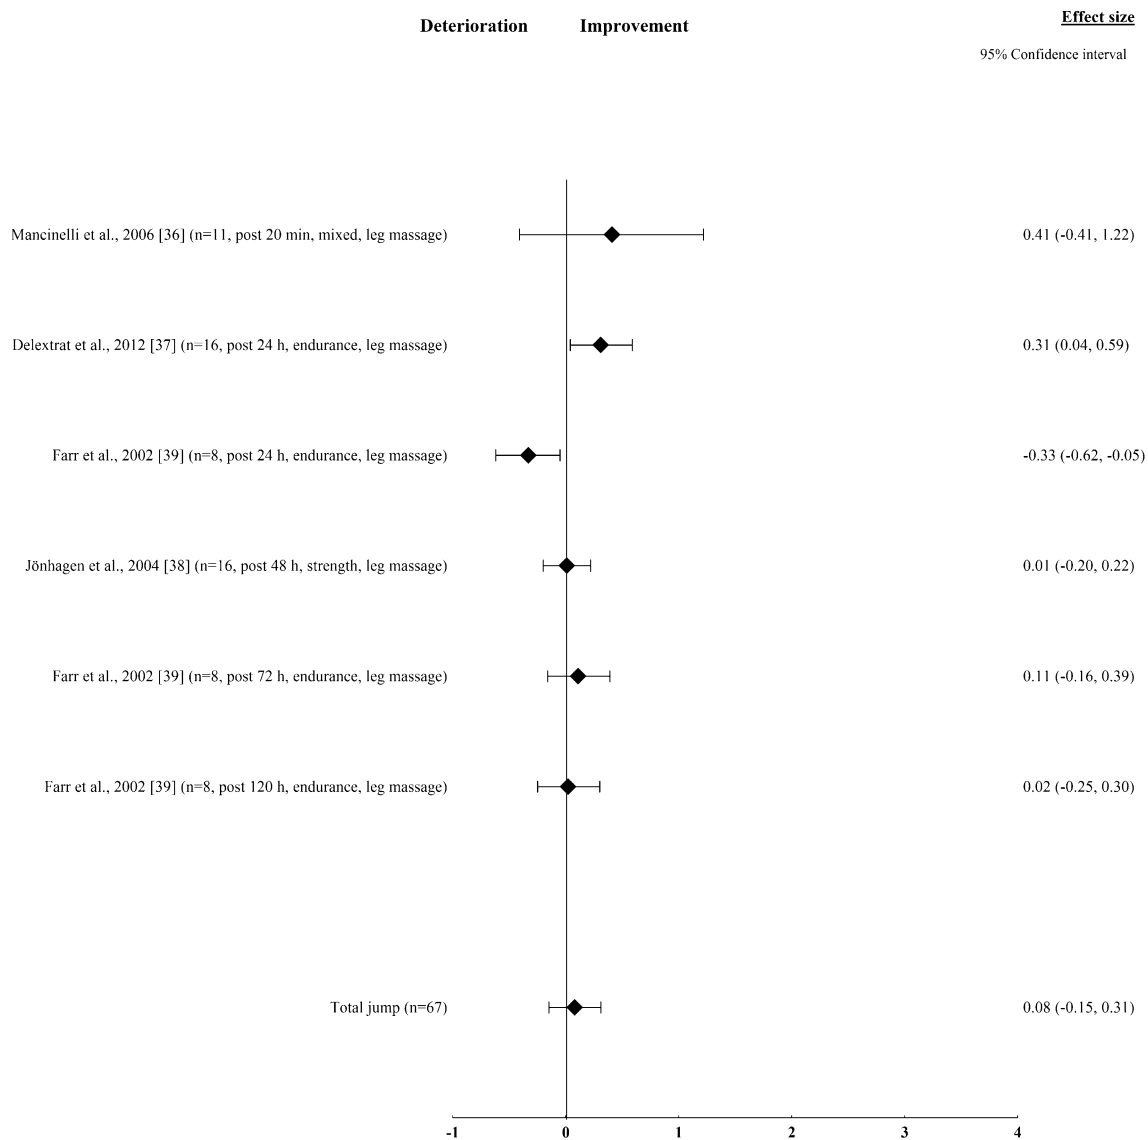 Deterioration Improvement Effect size
95% Confidence interval
Mancinelli et al., 2006 [36] (n=11, post 20 min, mixed, leg massage) 0.41 (-0.41, 1.22)
Delextrat et al., 2012 [37] (n=16, post 24 h, endurance, leg massage) 0.31 (0.04, 0.59)
Farr et al., 2002 [39] (n=8, post 24 h, endurance, leg massage) -0.33 (-0.62, -0.05)
Jönhagen et al., 2004 [38] (n=16, post 48 h, strength, leg massage) 0.01 (-0.20, 0.22)
Farr et al., 2002 [39] (n=8, post 72 h, endurance, leg massage) 0.11 (-0.16, 0.39)
Farr et al., 2002 [39] (n=8, post 120 h, endurance, leg massage) 0.02 (-0.25, 0.30)
Total jump (n=67) 0.08 (-0.15, 0.31)
-1 0 1 2 3 4